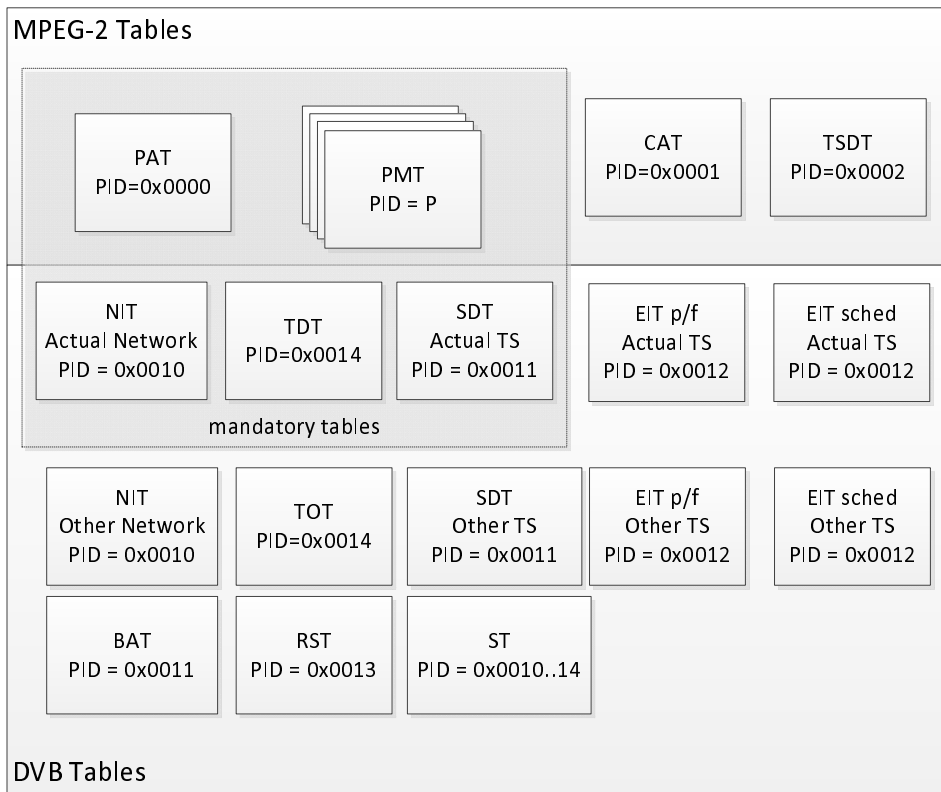 MPEG-2 Tables
PAT
PID=0x0000
PMT
PID = P
CAT
PID=0x0001
TSDT
PID=0x0002
NIT
Actual Network
PID = 0x0010
TDT
PID=0x0014
SDT
Actual TS
PID = 0x0011
EIT p/f
Actual TS
PID = 0x0012
EIT sched
Actual TS
PID = 0x0012
mandatory tables
NIT
Other Network
PID = 0x0010
TOT
PID=0x0014
SDT
Other TS
PID = 0x0011
EIT p/f
Other TS
PID = 0x0012
EIT sched
Other TS
PID = 0x0012
BAT
PID = 0x0011
RST
PID = 0x0013
ST
PID = 0x0010..14
DVB Tables